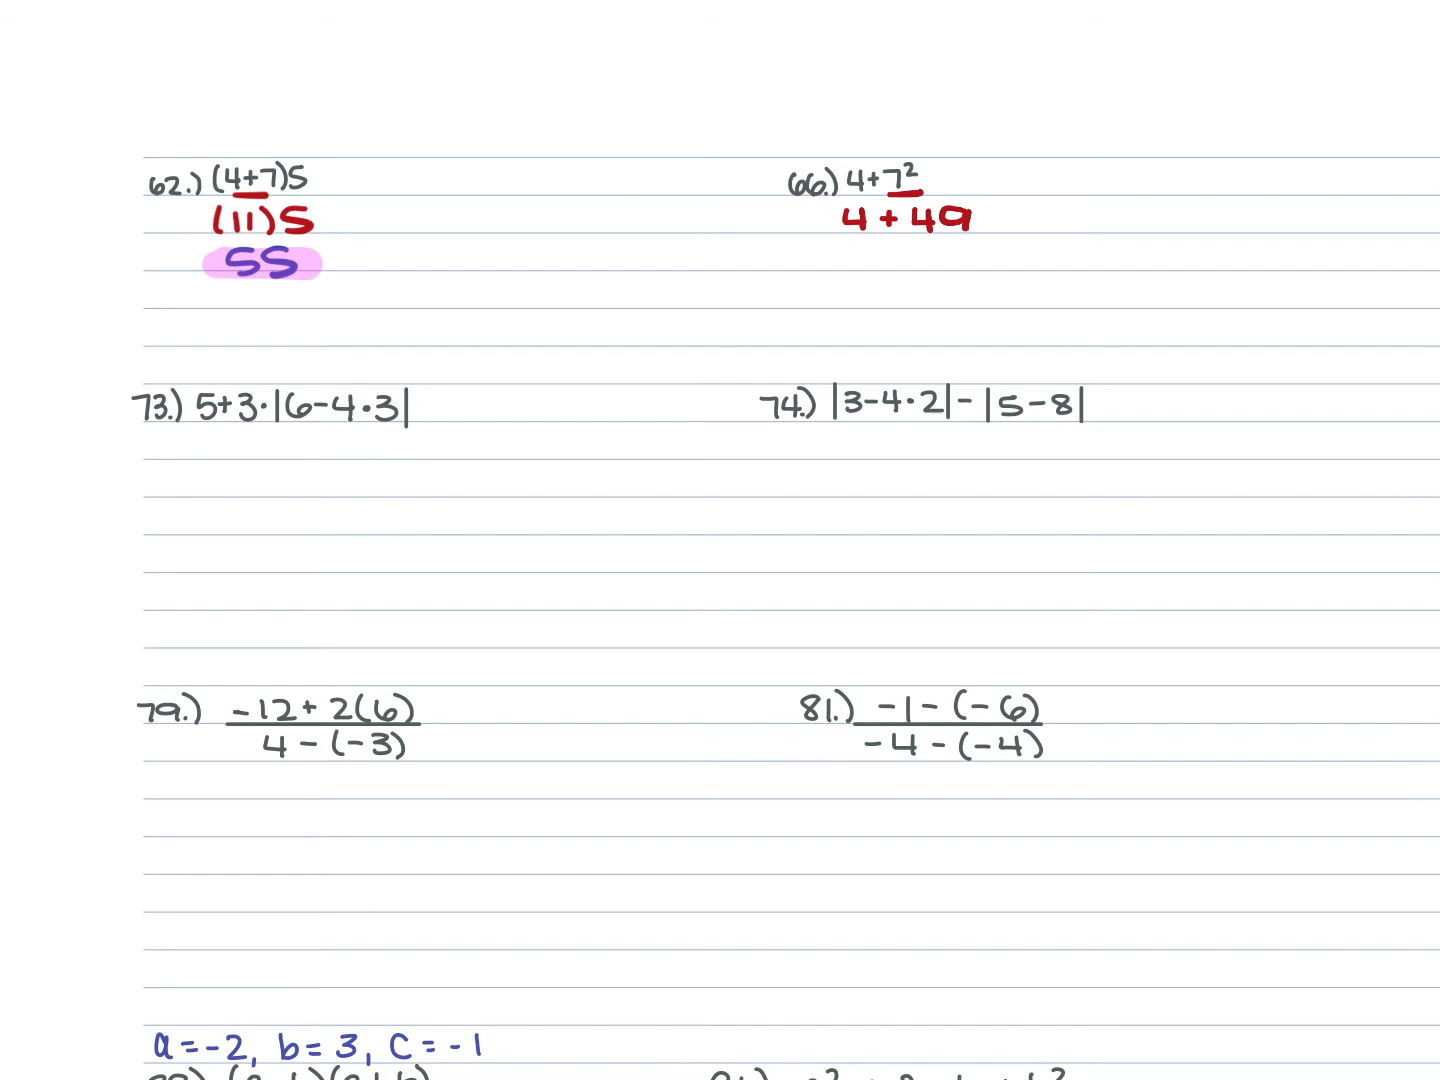 62.) (4+7)5
(11)5
55
66.) 4+7²
4 + 49
73.) 5+3·|6-4·3|
74.) |3-4·2| - |5-8|
79.) -12 + 2(6)
4 - (-3)
81.) -1 - (-6)
-4 - (-4)
a = -2, b = 3, c = -1